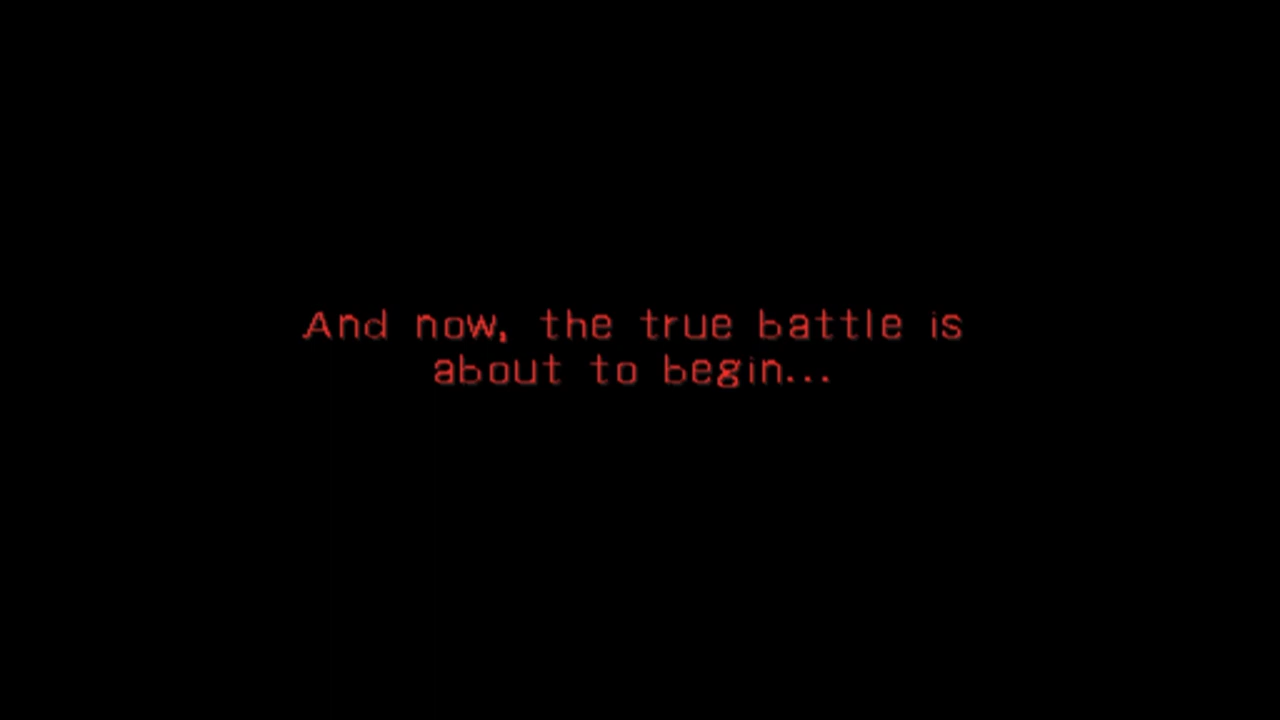 And now, the true battle is
about to begin...